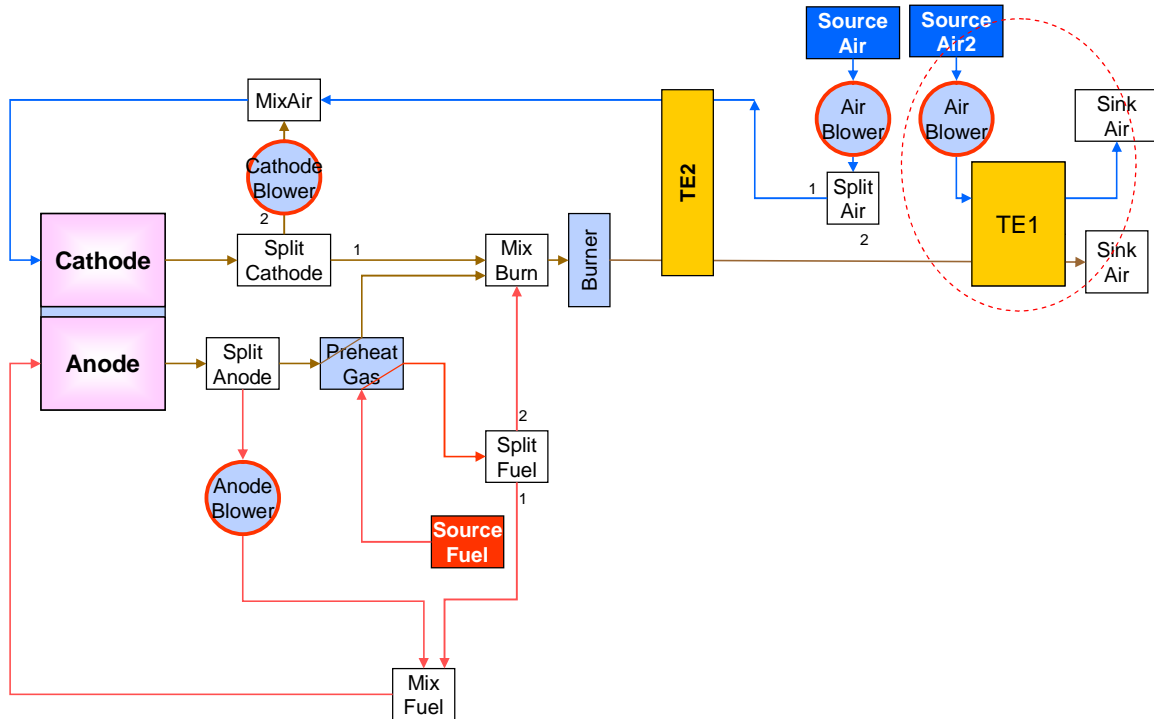 Source
Air
Source
Air2
MixAir
Air
Blower
Air
Blower
Sink
Air
Cathode
Blower
TE2
1
Split
Air
2
TE1
2
Cathode
Split
Cathode
1
Mix
Burn
Burner
Sink
Air
Anode
Split
Anode
Preheat
Gas
2
Split
Fuel
1
Anode
Blower
Source
Fuel
Mix
Fuel